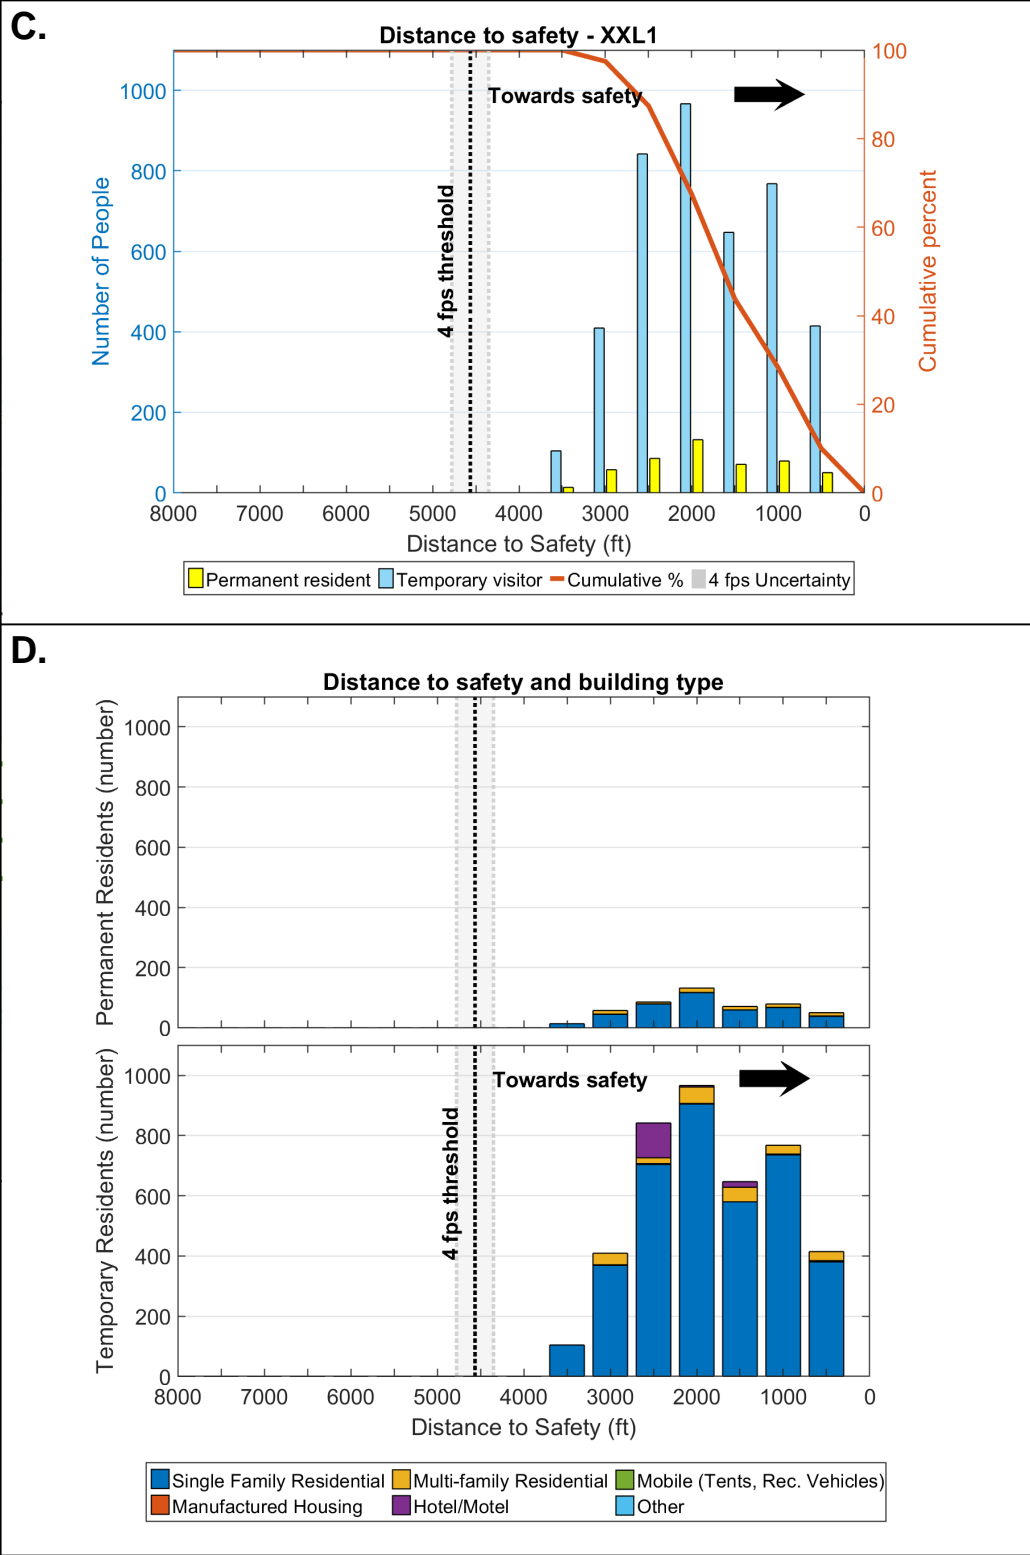 C.
Distance to safety - XXL1
1000
800
600
400
200
0
Number of People
100
80
60
40
20
0
Cumulative percent
Towards safety
4 fps threshold
8000 7000 6000 5000 4000 3000 2000 1000 0
Distance to Safety (ft)
Permanent resident Temporary visitor Cumulative % 4 fps Uncertainty
D.
Distance to safety and building type
1000
800
600
400
200
0
Permanent Residents (number)
1000
800
600
400
200
0
Temporary Residents (number)
Towards safety
4 fps threshold
8000 7000 6000 5000 4000 3000 2000 1000 0
Distance to Safety (ft)
Single Family Residential Multi-family Residential Mobile (Tents, Rec. Vehicles)
Manufactured Housing Hotel/Motel Other